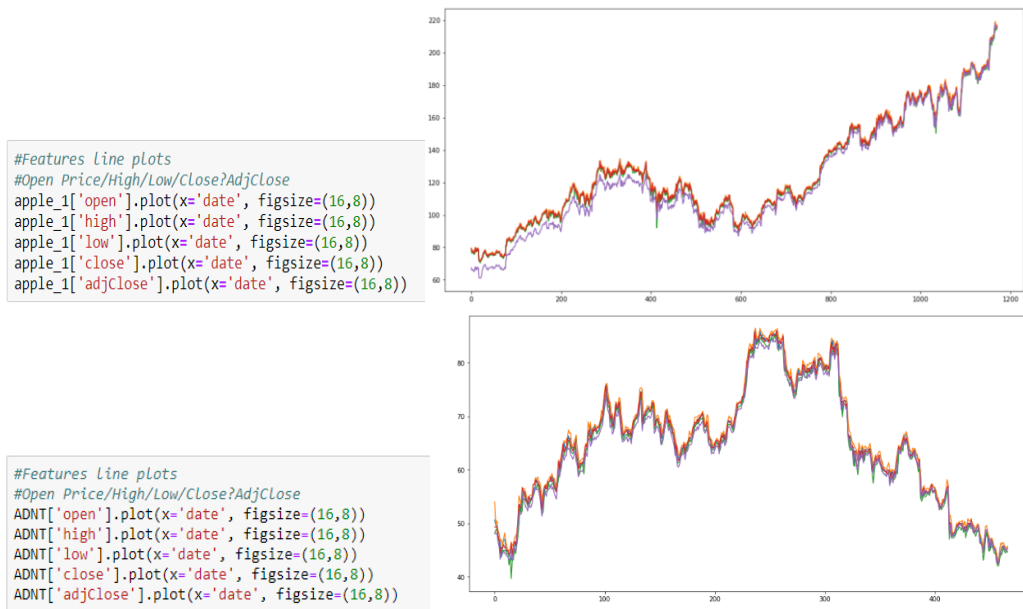 #Features line plots
#Open Price/High/Low/Close?AdjClose
apple_1['open'].plot(x='date', figsize=(16,8))
apple_1['high'].plot(x='date', figsize=(16,8))
apple_1['low'].plot(x='date', figsize=(16,8))
apple_1['close'].plot(x='date', figsize=(16,8))
apple_1['adjClose'].plot(x='date', figsize=(16,8))
220
200
180
160
140
120
100
80
60
0 200 400 600 800 1000 1200
#Features line plots
#Open Price/High/Low/Close?AdjClose
ADNT['open'].plot(x='date', figsize=(16,8))
ADNT['high'].plot(x='date', figsize=(16,8))
ADNT['low'].plot(x='date', figsize=(16,8))
ADNT['close'].plot(x='date', figsize=(16,8))
ADNT['adjClose'].plot(x='date', figsize=(16,8))
80
70
60
50
40
0 100 200 300 400